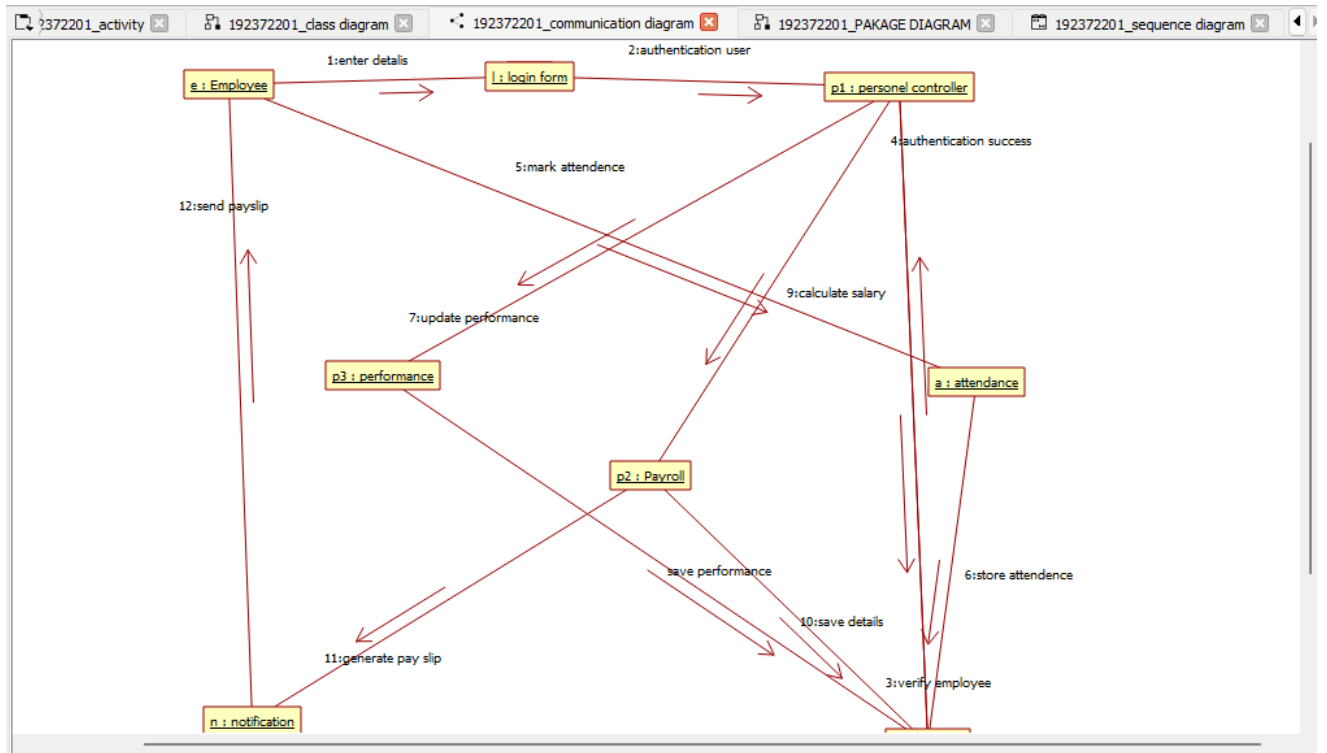 :372201_activity
192372201_class diagram
192372201_communication diagram
192372201_PAKAGE DIAGRAM
192372201_sequence diagram
2:authentication user
1:enter detalis
l : login form
e : Employee
p1 : personel controller
4:authentication success
5:mark attendence
12:send payslip
9:calculate salary
7:update performance
p3 : performance
a : attendance
p2 : Payroll
save performance
6:store attendence
10:save details
11:generate pay slip
3:verify employee
n : notification